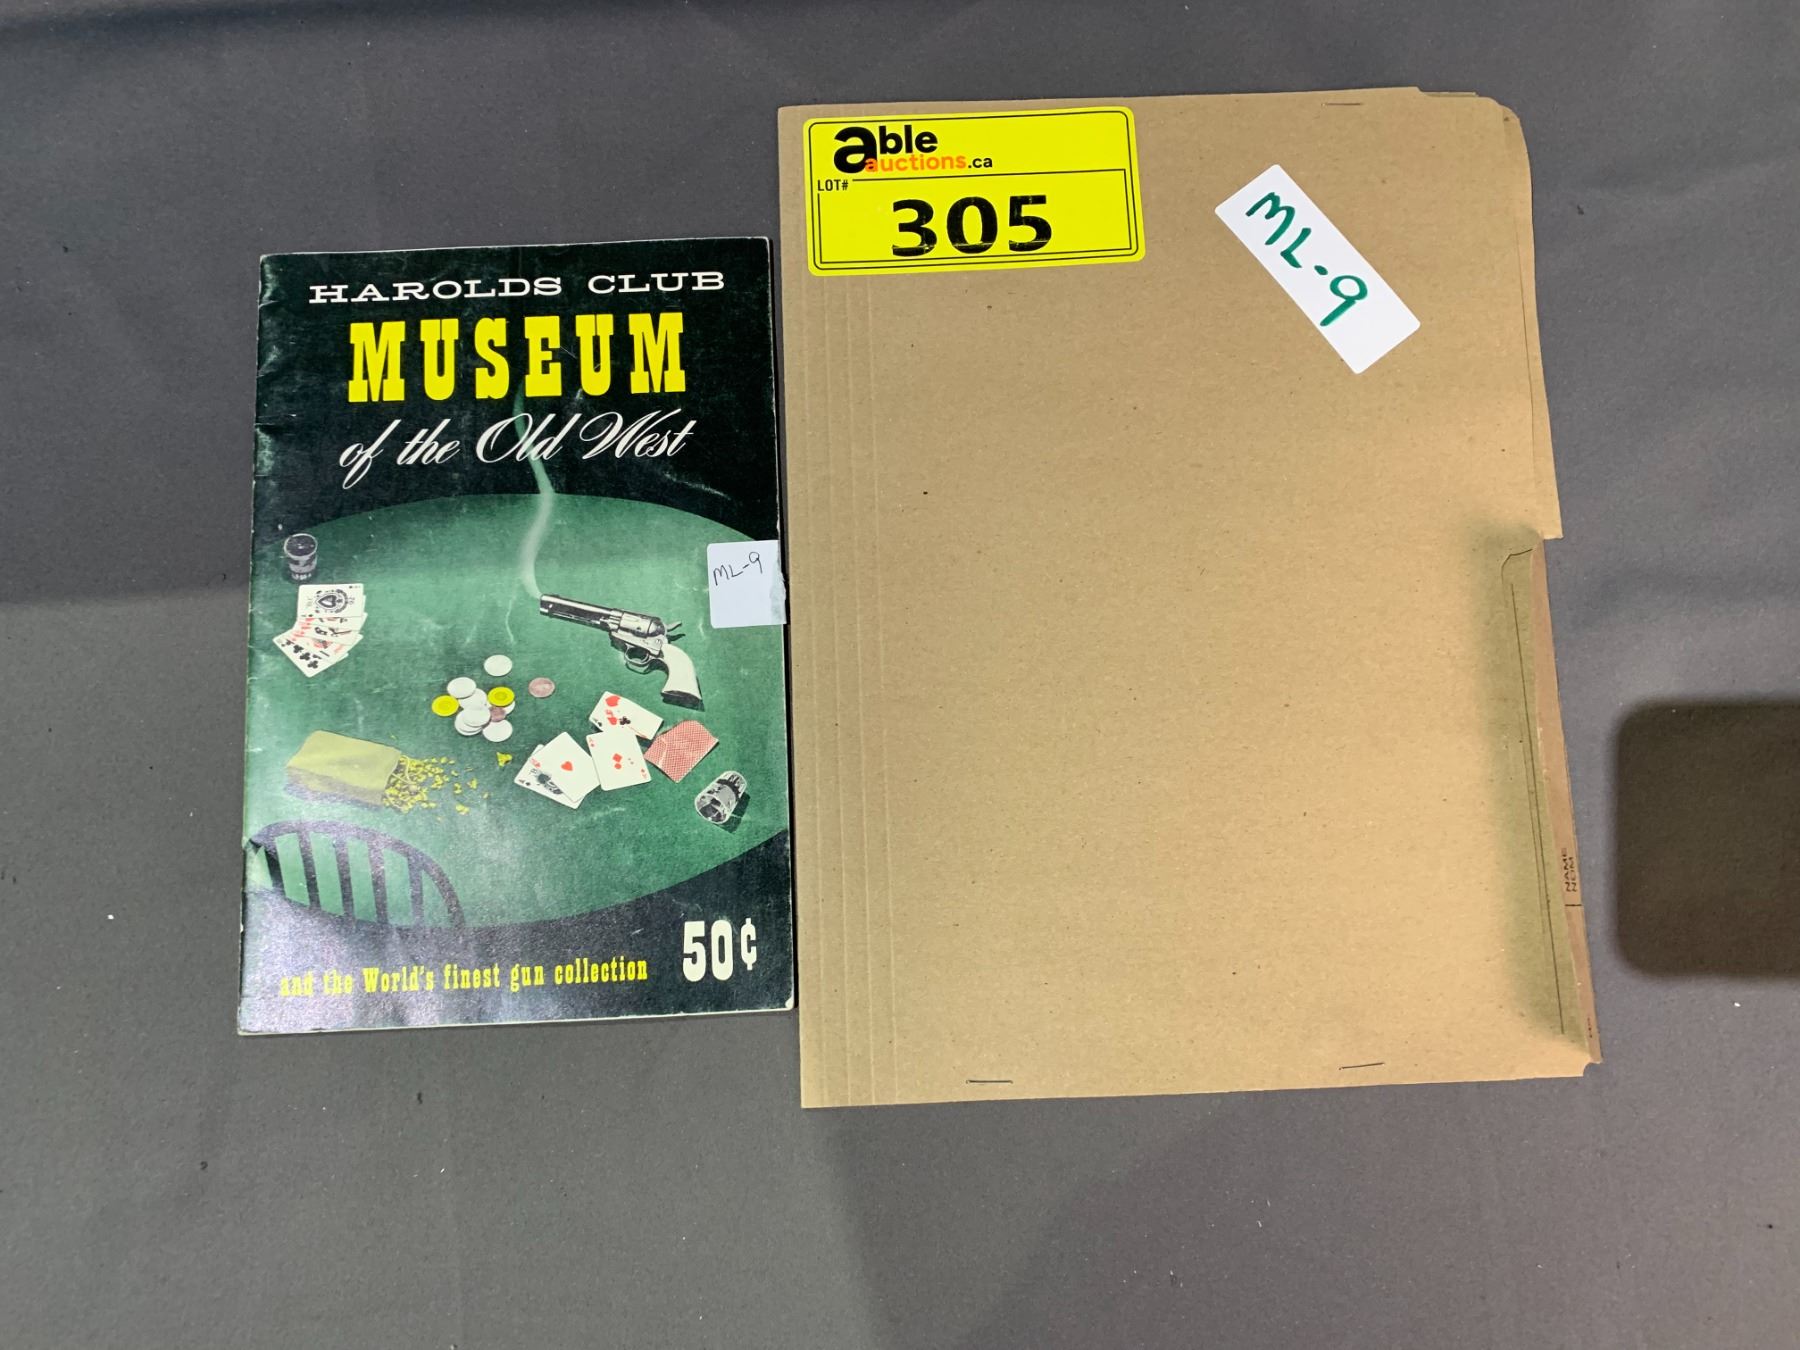 HAROLDS CLUB
MUSEUM
of the Old West
ML-9
50¢
and the World's finest gun collection
able
auctions.ca
LOT#
305
ML-9
NAME
NOM